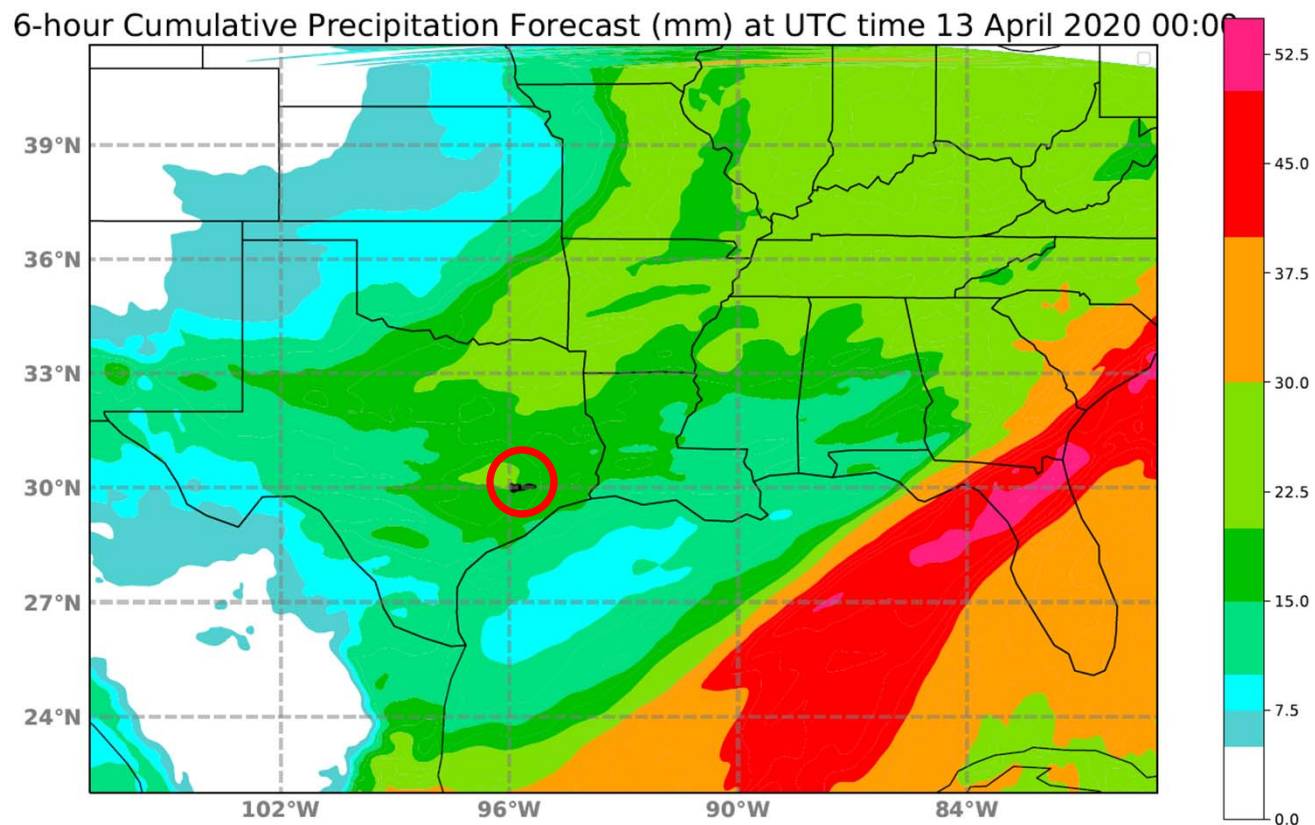 6-hour Cumulative Precipitation Forecast (mm) at UTC time 13 April 2020 00:00
52.5
45.0
39°N
37.5
36°N
33°N
30.0
30°N
22.5
27°N
15.0
24°N
7.5
102°W 96°W 90°W 84°W
0.0